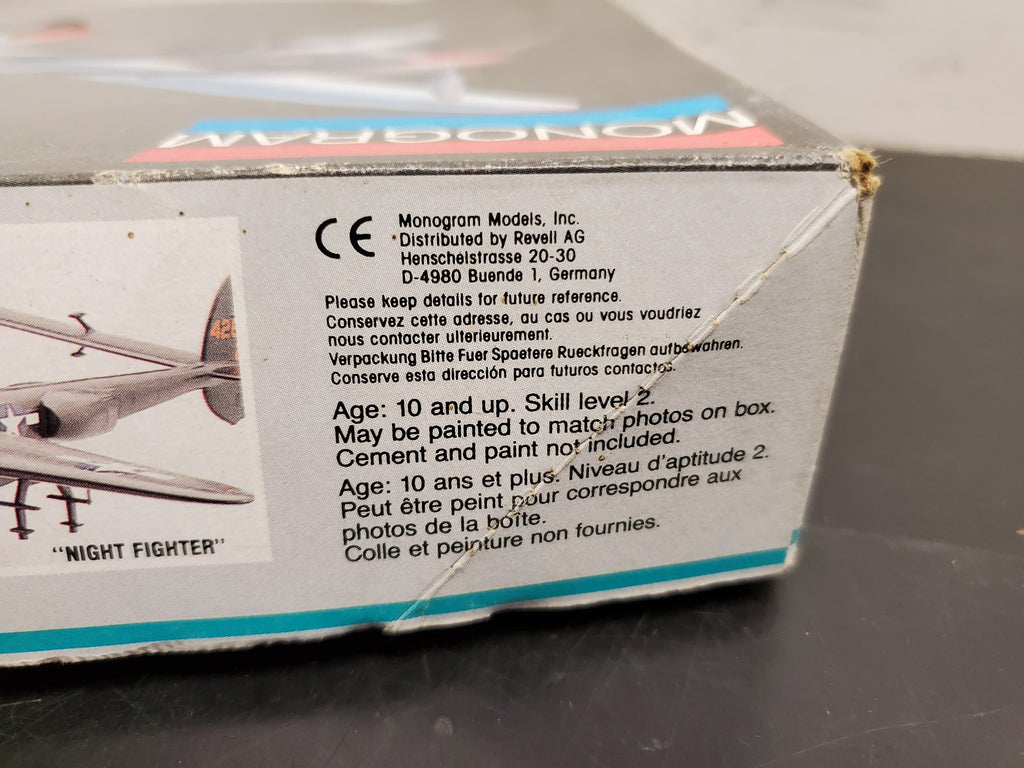 MONOGRAM
CE
Monogram Models, Inc.
Distributed by Revell AG
Henschelstrasse 20-30
D-4980 Buende 1, Germany
Please keep details for future reference.
Conservez cette adresse, au cas ou vous voudriez
nous contacter ulterieurement.
Verpackung Bitte Fuer Spaetere Rueckfragen aufbewahren.
Conserve esta dirección para futuros contactos.
Age: 10 and up. Skill level 2.
May be painted to match photos on box.
Cement and paint not included.
Age: 10 ans et plus. Niveau d'aptitude 2.
Peut être peint pour correspondre aux
photos de la boîte.
Colle et peinture non fournies.
"NIGHT FIGHTER"